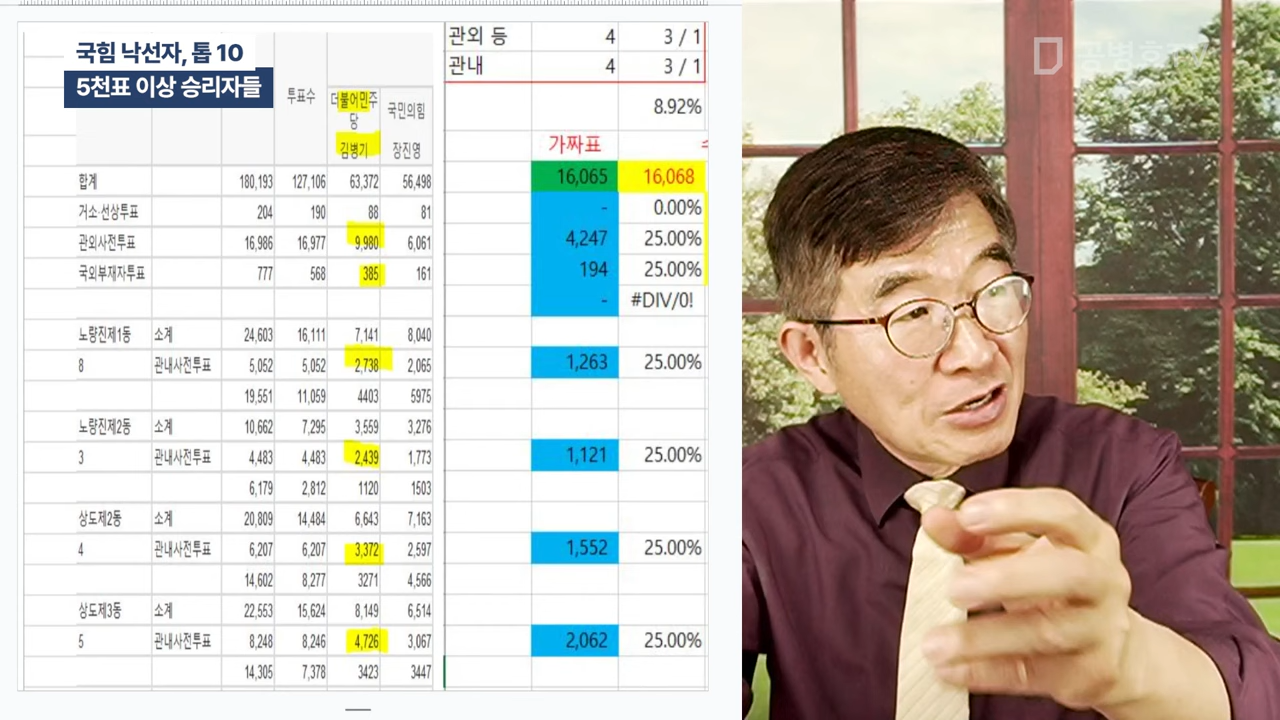 국힘 낙선자, 톱 10
5천표 이상 승리자들
투표수 더불어민주당 국민의힘
김병기 장진영
합계 180,193 127,106 63,372 56,498
거소·선상투표 204 190 88 81
관외사전투표 16,986 16,977 9,980 6,061
국외부재자투표 777 568 385 161
노량진제1동 소계 24,603 16,111 7,141 8,040
8 관내사전투표 5,052 5,052 2,738 2,065
19,551 11,059 4403 5975
노량진제2동 소계 10,662 7,295 3,559 3,276
3 관내사전투표 4,483 4,483 2,439 1,773
6,179 2,812 1120 1503
상도제2동 소계 20,809 14,484 6,643 7,163
4 관내사전투표 6,207 6,207 3,372 2,597
14,602 8,277 3271 4,566
상도제3동 소계 22,553 15,624 8,149 6,514
5 관내사전투표 8,248 8,246 4,726 3,067
14,305 7,378 3423 3447
관외 등 4 3 / 1
관내 4 3 / 1
8.92%
가짜표
16,065 16,068
- 0.00%
4,247 25.00%
194 25.00%
- #DIV/0!
1,263 25.00%
1,121 25.00%
1,552 25.00%
2,062 25.00%
공병호TV